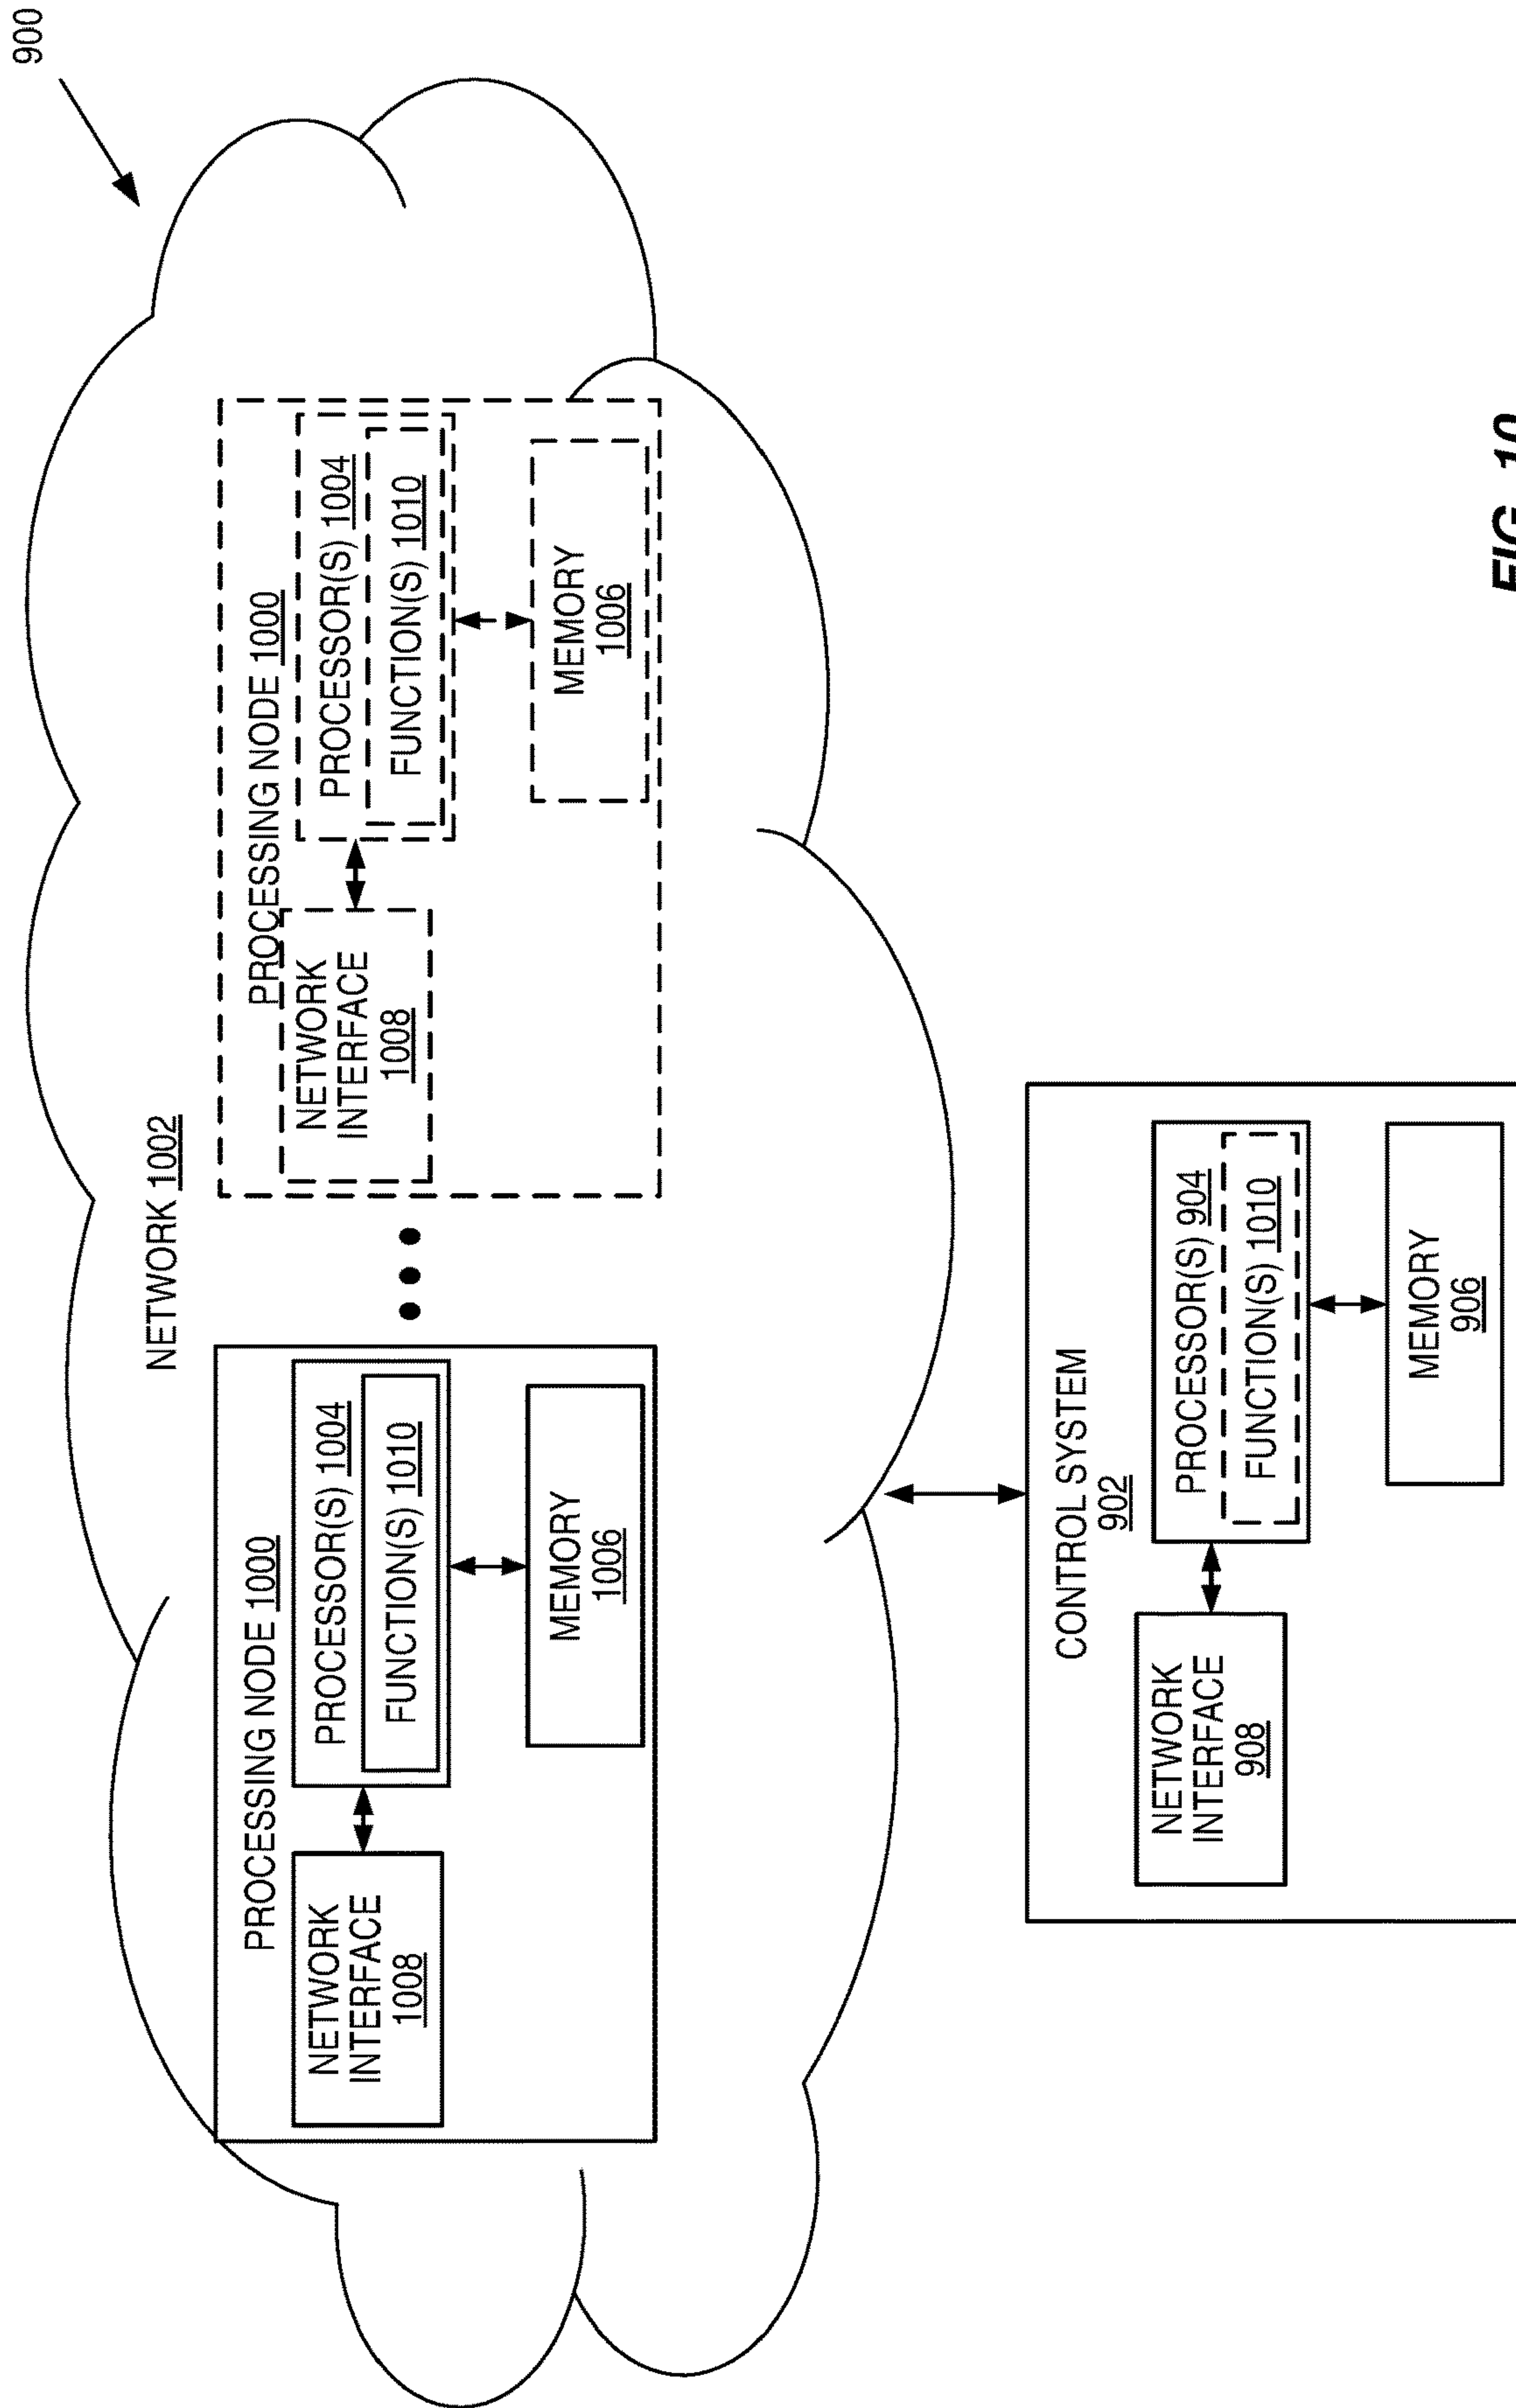 900
NETWORK 1002
PROCESSING NODE 1000
NETWORK
INTERFACE
1008
PROCESSOR(S) 1004
FUNCTION(S) 1010
MEMORY
1006
PROCESSING NODE 1000
NETWORK
INTERFACE
1008
PROCESSOR(S) 1004
FUNCTION(S) 1010
MEMORY
1006
CONTROL SYSTEM
902
NETWORK
INTERFACE
908
PROCESSOR(S) 904
FUNCTION(S) 1010
MEMORY
906
FIG. 10